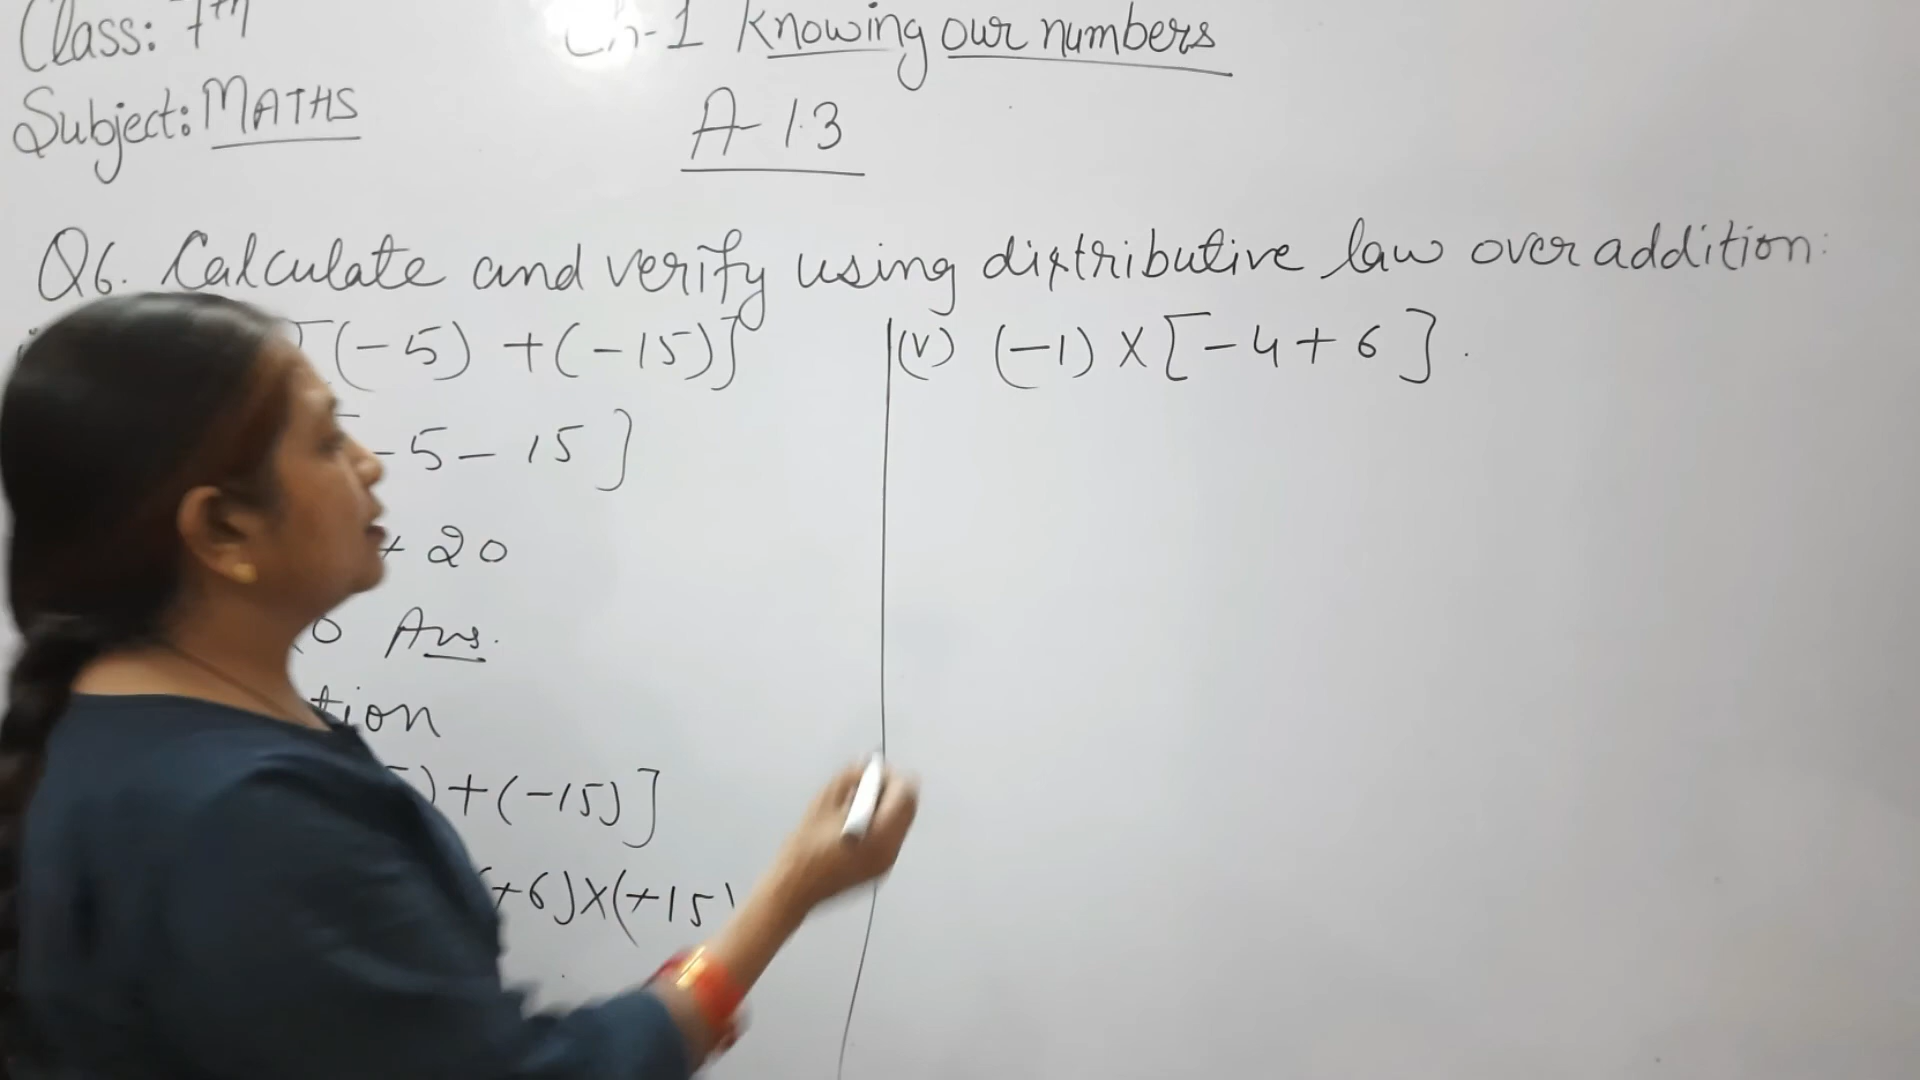 Class: 7th
Subject: MATHS
Ch-1 Knowing our numbers
A 1.3
Q6. Calculate and verify using distributive law over addition:
[(-5) + (-15)]
-5 - 15]
20
0 Ans.
tion
) + (-15)]
+6) × (+15)
(v) (-1) × [-4 + 6].